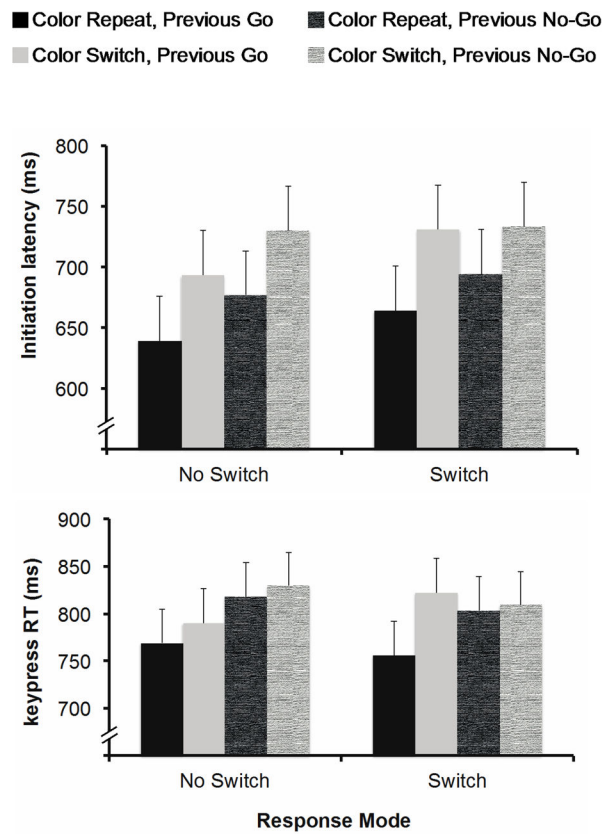 Color Repeat, Previous Go
Color Repeat, Previous No-Go
Color Switch, Previous Go
Color Switch, Previous No-Go
Initiation latency (ms)
800
750
700
650
600
No Switch
Switch
keypress RT (ms)
900
850
800
750
700
No Switch
Switch
Response Mode